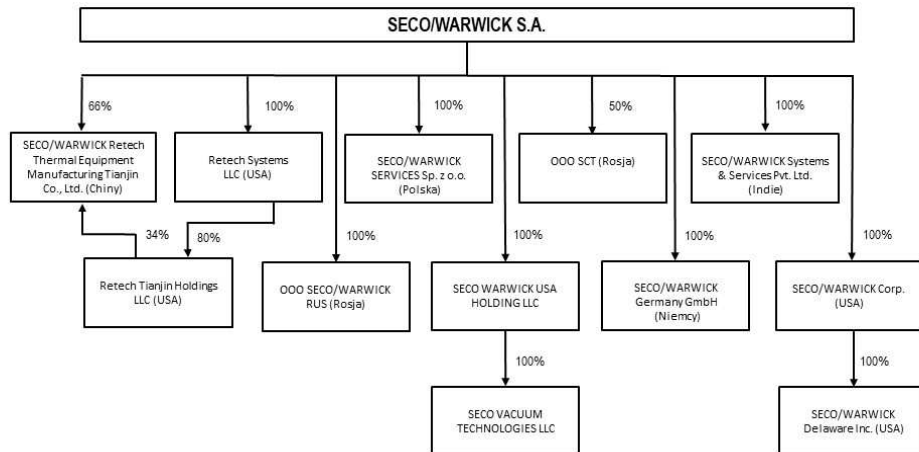 SECO/WARWICK S.A.
66%
100%
100%
50%
100%
SECO/WARWICK Retech
Thermal Equipment
Manufacturing Tianjin
Co., Ltd. (Chiny)
Retech Systems
LLC (USA)
SECO/WARWICK
SERVICES Sp. z o.o.
(Polska)
OOO SCT (Rosja)
SECO/WARWICK Systems
& Services Pvt. Ltd.
(Indie)
34%
80%
100%
100%
100%
100%
Retech Tianjin Holdings
LLC (USA)
OOO SECO/WARWICK
RUS (Rosja)
SECO WARWICK USA
HOLDING LLC
SECO/WARWICK
Germany GmbH
(Niemcy)
SECO/WARWICK Corp.
(USA)
100%
100%
SECO VACUUM
TECHNOLOGIES LLC
SECO/WARWICK
Delaware Inc. (USA)